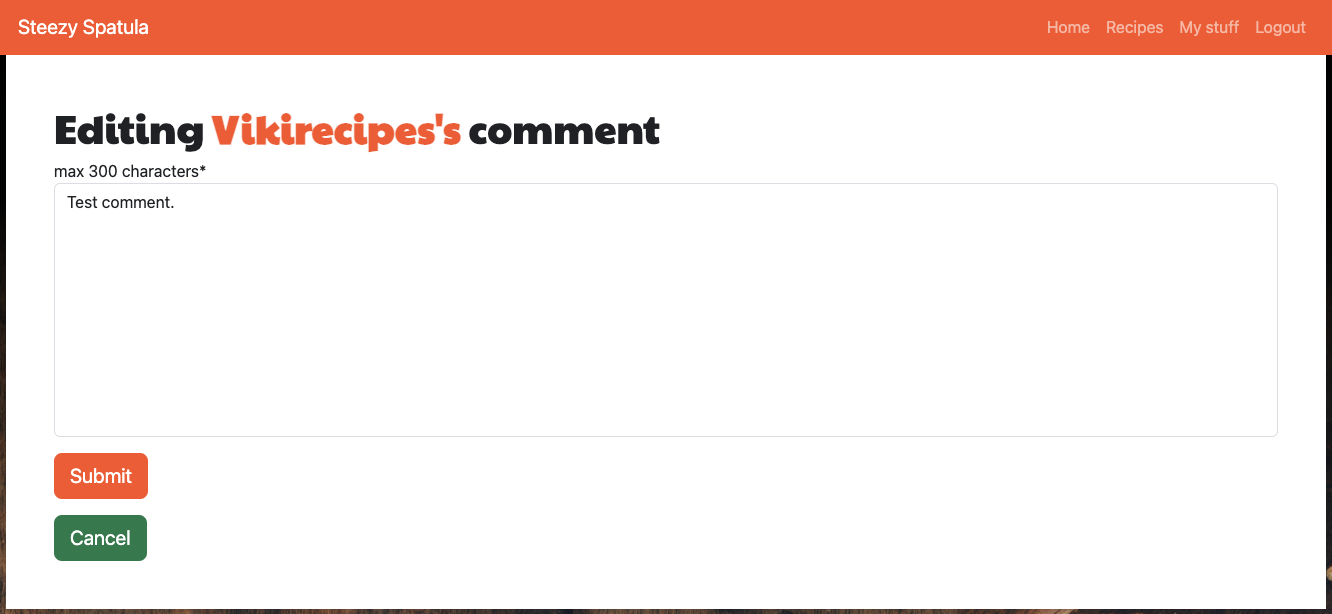 Steezy Spatula
Home Recipes My stuff Logout
Editing Vikirecipes's comment
max 300 characters*
Test comment.
Submit
Cancel